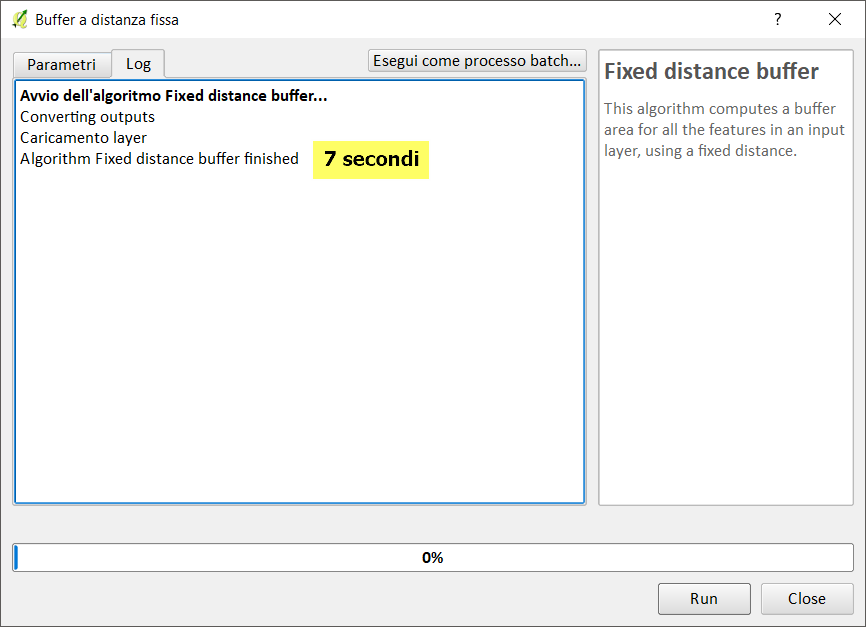 Buffer a distanza fissa
?
Parametri
Log
Esegui come processo batch...
Avvio dell'algoritmo Fixed distance buffer...
Converting outputs
Caricamento layer
Algorithm Fixed distance buffer finished
7 secondi
Fixed distance buffer
This algorithm computes a buffer
area for all the features in an input
layer, using a fixed distance.
0%
Run
Close